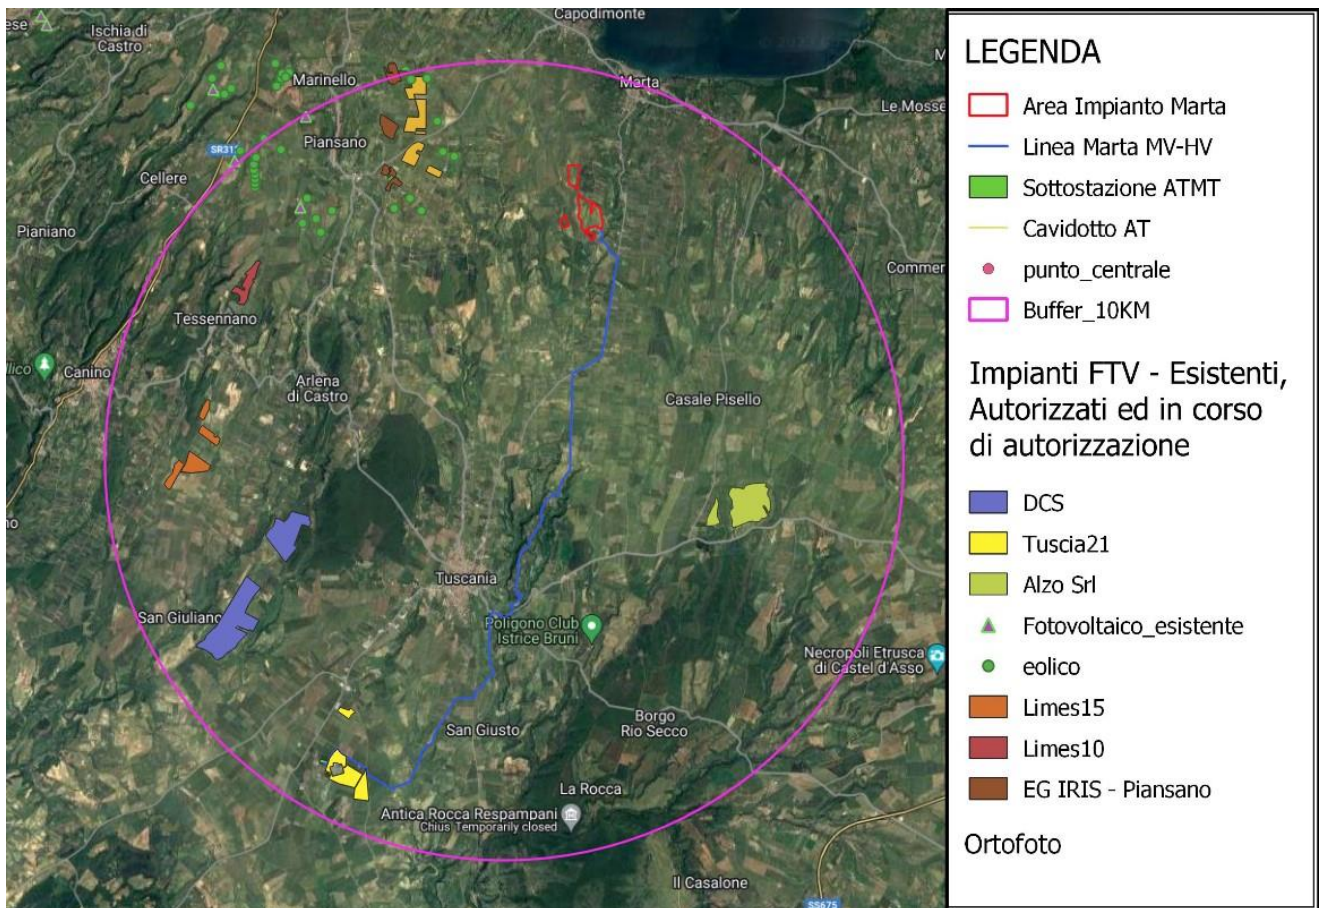 Capodimonte
Ischia di
Castro
Marinello
Marta
Le Mosse
Piansano
SR312
Cellere
Pianiano
Commer
Tessennano
Canino
Arlena
di Castro
Casale Pisello
Tuscania
San Giuliano
Poligono Club
Istrice Bruni
Necropoli Etrusca
di Castel d'Asso
San Giusto
Borgo
Rio Secco
La Rocca
Antica Rocca Respampani
Chius Temporarily closed
Il Casalone
SS675
LEGENDA
Area Impianto Marta
Linea Marta MV-HV
Sottostazione ATMT
Cavidotto AT
punto_centrale
Buffer_10KM
Impianti FTV - Esistenti,
Autorizzati ed in corso
di autorizzazione
DCS
Tuscia21
Alzo Srl
Fotovoltaico_esistente
eolico
Limes15
Limes10
EG IRIS - Piansano
Ortofoto